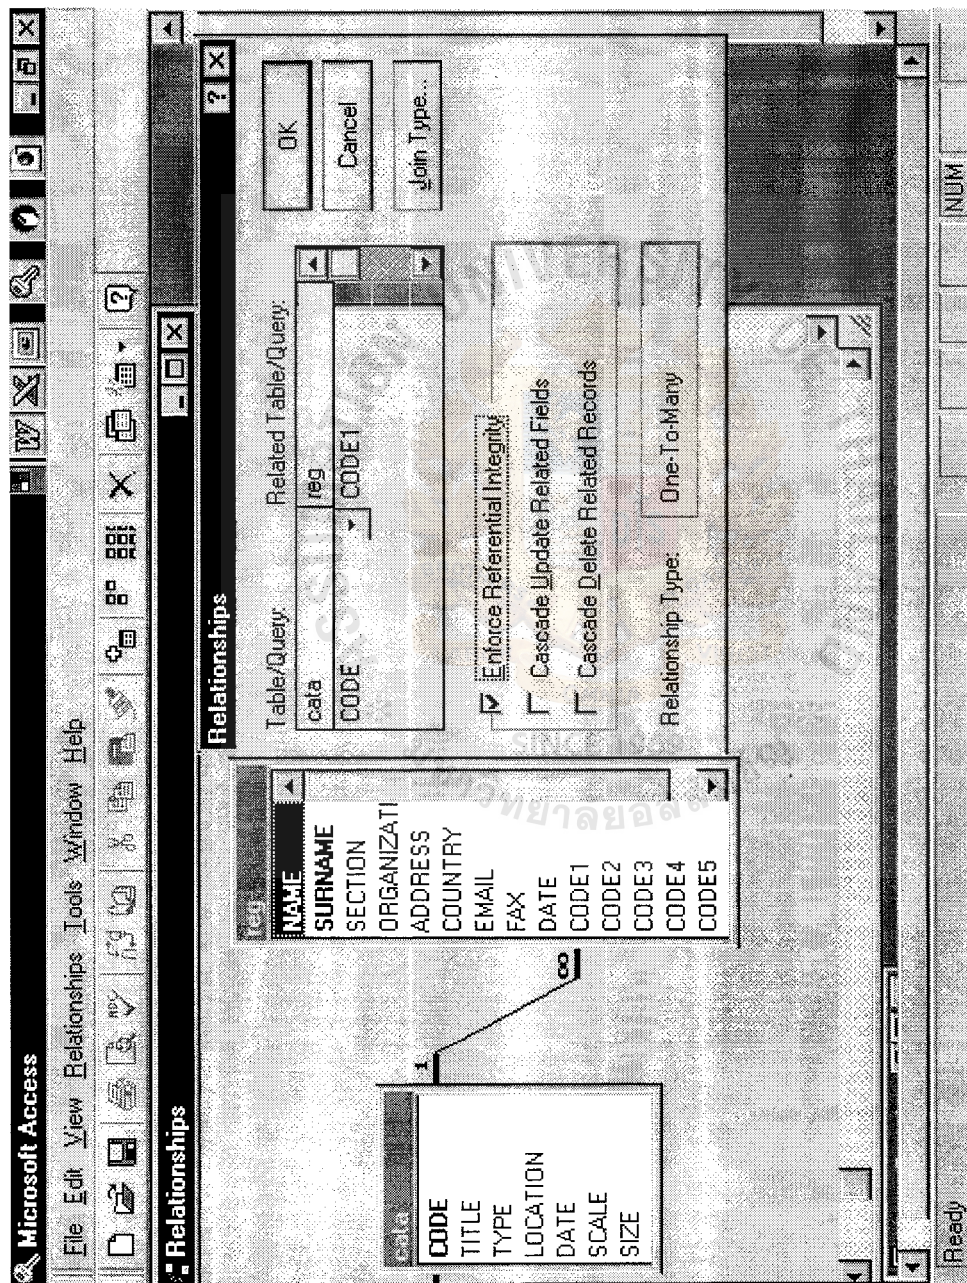 Microsoft Access
File Edit View Relationships Tools Window Help
Relationships
cata
CODE
TITLE
TYPE
LOCATION
DATE
SCALE
SIZE
1
∞
reg
NAME
SURNAME
SECTION
ORGANIZATI
ADDRESS
COUNTRY
EMAIL
FAX
DATE
CODE1
CODE2
CODE3
CODE4
CODE5
Relationships
Table/Query: Related Table/Query:
cata reg
CODE CODE1
Enforce Referential Integrity
Cascade Update Related Fields
Cascade Delete Related Records
Relationship Type: One-To-Many
OK
Cancel
Join Type...
Ready
NUM
SINCE 1969